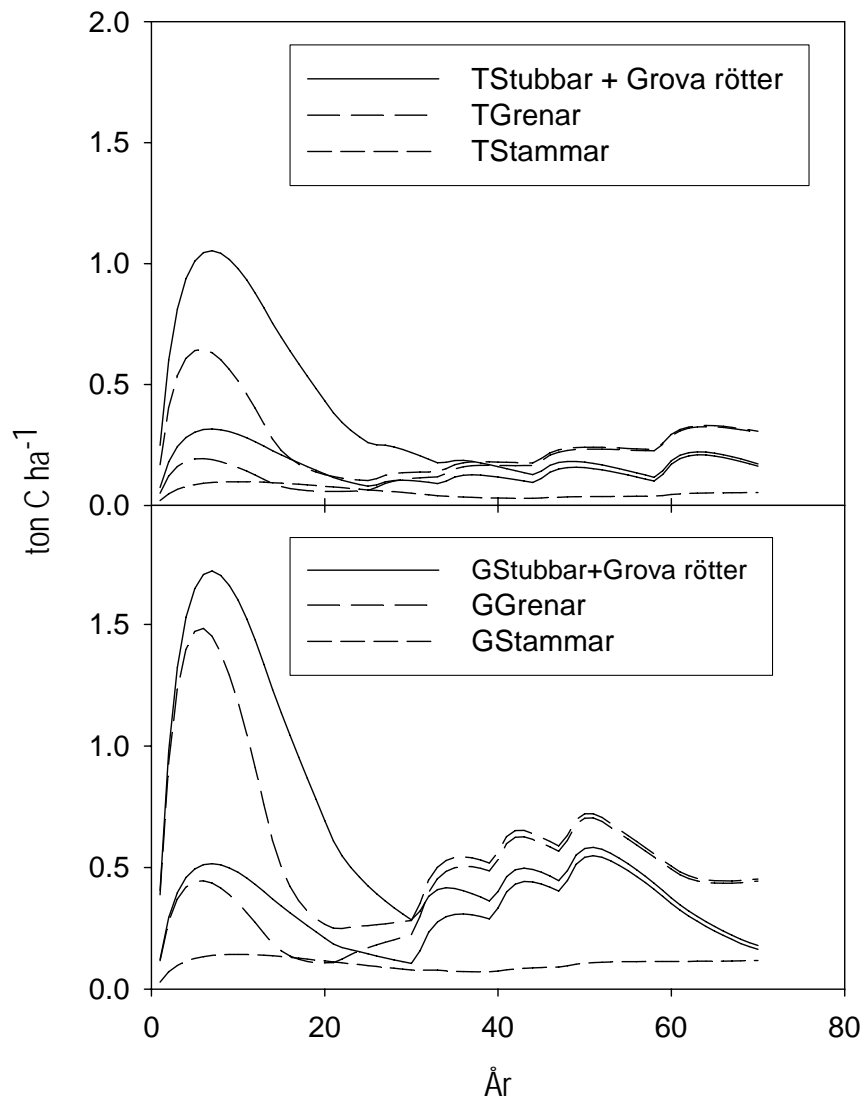 2.0
TStubbar + Grova rötter
TGrenar
TStammar
1.5
1.0
0.5
0.0
ton C ha-1
GStubbar+Grova rötter
GGrenar
GStammar
1.5
1.0
0.5
0.0
0 20 40 60 80
År